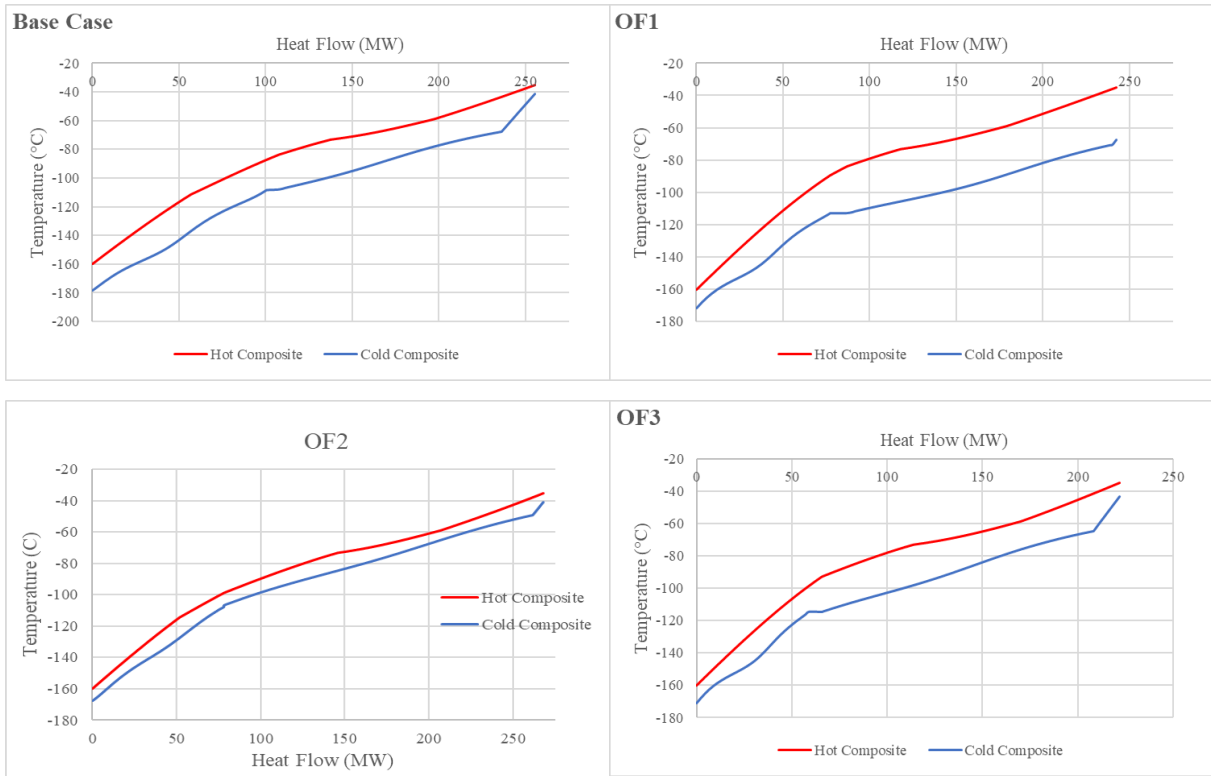 Base Case
Heat Flow (MW)
0 50 100 150 200 250
-20
-40
-60
-80
-100
-120
-140
-160
-180
-200
Temperature (°C)
Hot Composite Cold Composite
OF1
Heat Flow (MW)
0 50 100 150 200 250
-20
-40
-60
-80
-100
-120
-140
-160
-180
Temperature (°C)
Hot Composite Cold Composite
OF2
-20
-40
-60
-80
-100
-120
-140
-160
-180
Temperature (C)
Hot Composite
Cold Composite
0 50 100 150 200 250
Heat Flow (MW)
OF3
Heat Flow (MW)
0 50 100 150 200 250
-20
-40
-60
-80
-100
-120
-140
-160
-180
Temperature (°C)
Hot Composite Cold Composite